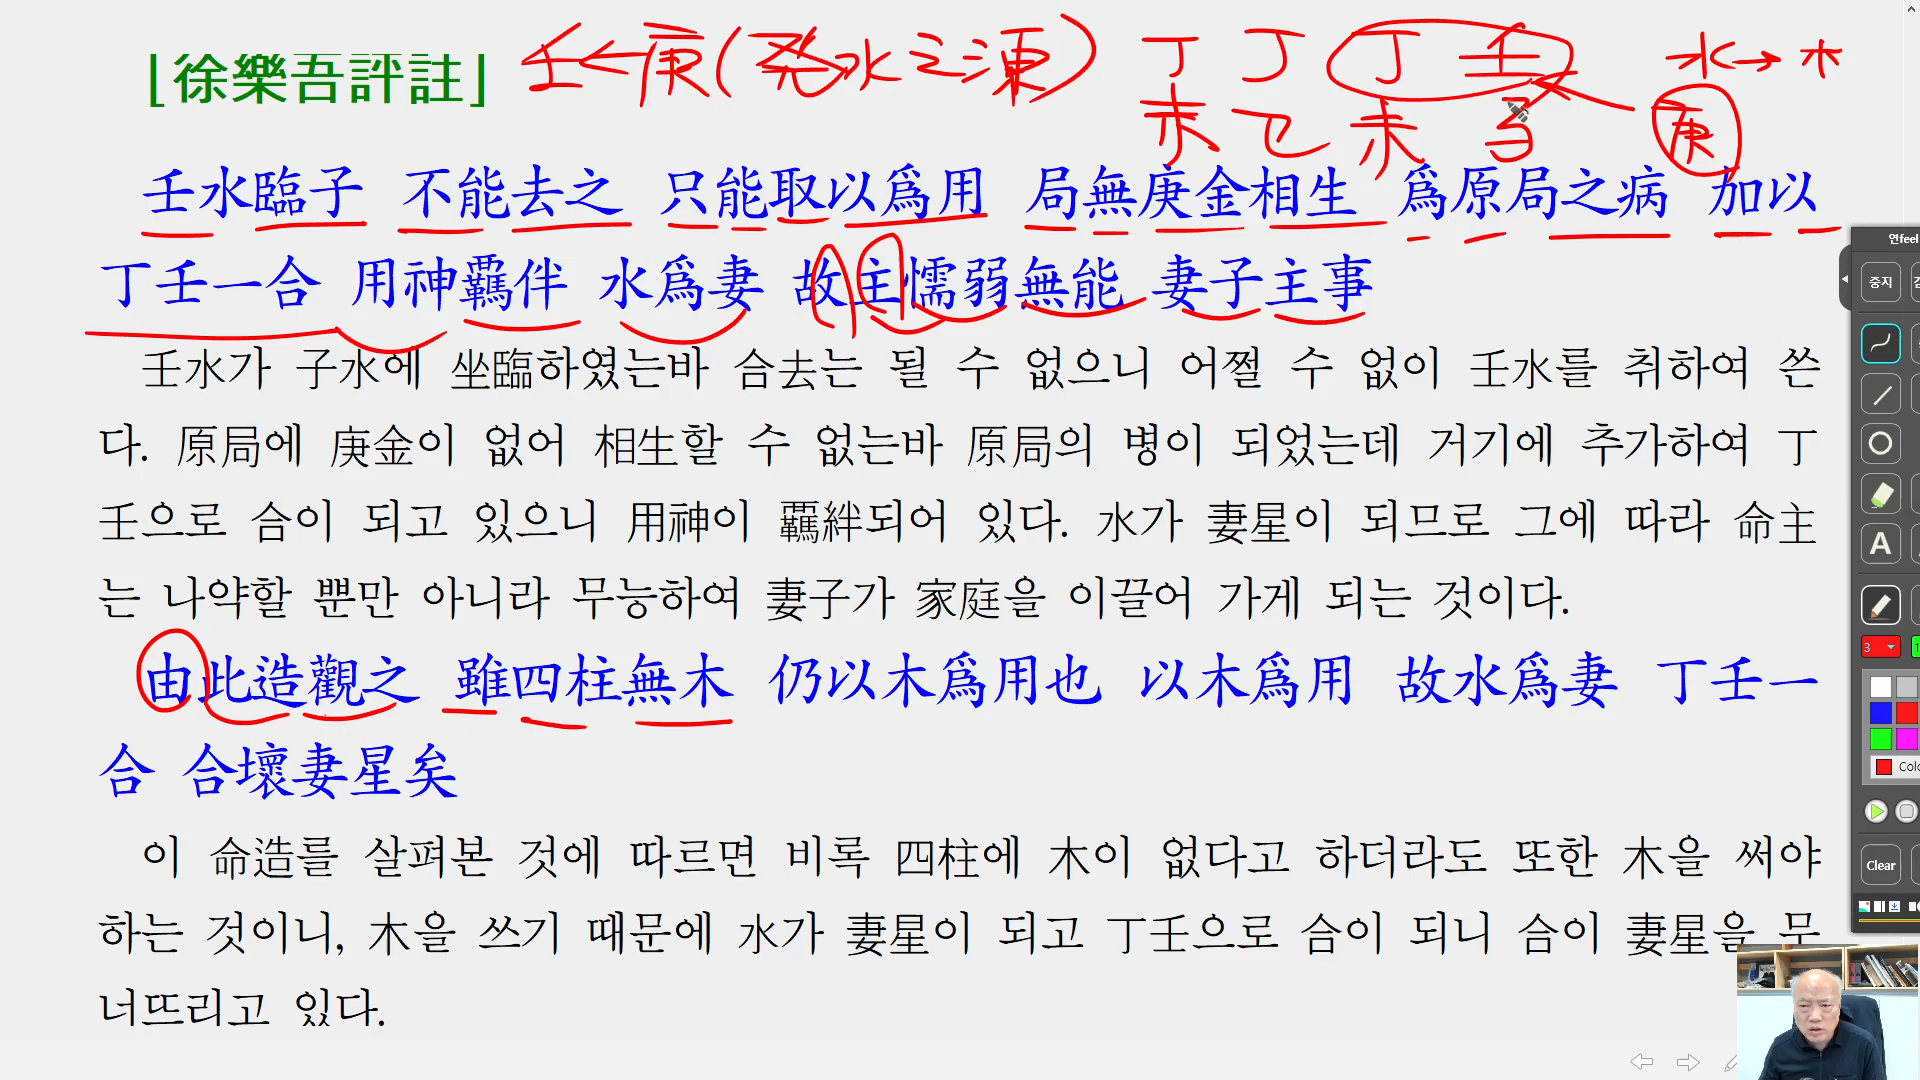 [徐樂吾評註] 壬←庚(發水之凍) 丁 丁 丁 壬 水→木
未 巳 未 子 庚
壬水臨子 不能去之 只能取以爲用 局無庚金相生 爲原局之病 加以
丁壬一合 用神羈伴 水爲妻 故主懦弱無能 妻子主事
壬水가 子水에 坐臨하였는바 合去는 될 수 없으니 어쩔 수 없이 壬水를 취하여 쓴
다. 原局에 庚金이 없어 相生할 수 없는바 原局의 병이 되었는데 거기에 추가하여 丁
壬으로 合이 되고 있으니 用神이 羈絆되어 있다. 水가 妻星이 되므로 그에 따라 命主
는 나약할 뿐만 아니라 무능하여 妻子가 家庭을 이끌어 가게 되는 것이다.
由此造觀之 雖四柱無木 仍以木爲用也 以木爲用 故水爲妻 丁壬一
合 合壞妻星矣
이 命造를 살펴본 것에 따르면 비록 四柱에 木이 없다고 하더라도 또한 木을 써야
하는 것이니, 木을 쓰기 때문에 水가 妻星이 되고 丁壬으로 合이 되니 合이 妻星을 무
너뜨리고 있다.
연feel
중지
A
3
Colo
Clear